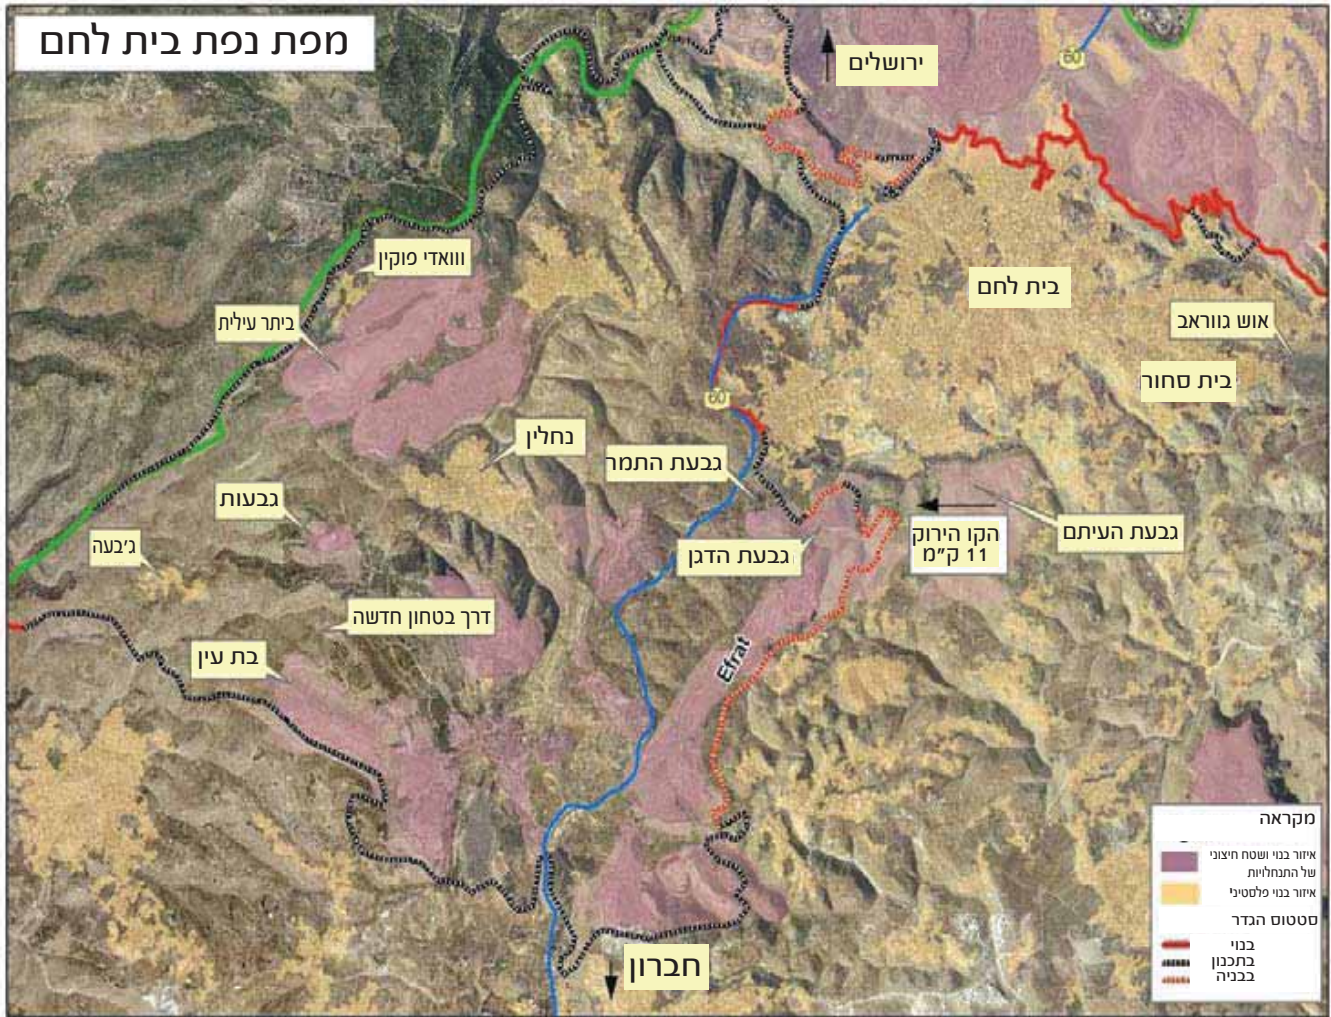 מפת נפת בית לחם
ירושלים
60
וואדי פוקין
בית לחם
ביתר עילית
אוש גווראב
בית סחור
60
נחלין
גבעת התמר
גבעות
גבעת העיתם
הקו הירוק
11 ק"מ
גבעת הדגן
ג'בעה
דרך בטחון חדשה
בת עין
Efrat
חברון
מקראה
איזור בנוי ושטח חיצוני
של התנחלויות
איזור בנוי פלסטיני
סטטוס הגדר
בנוי
בתכנון
בבניה